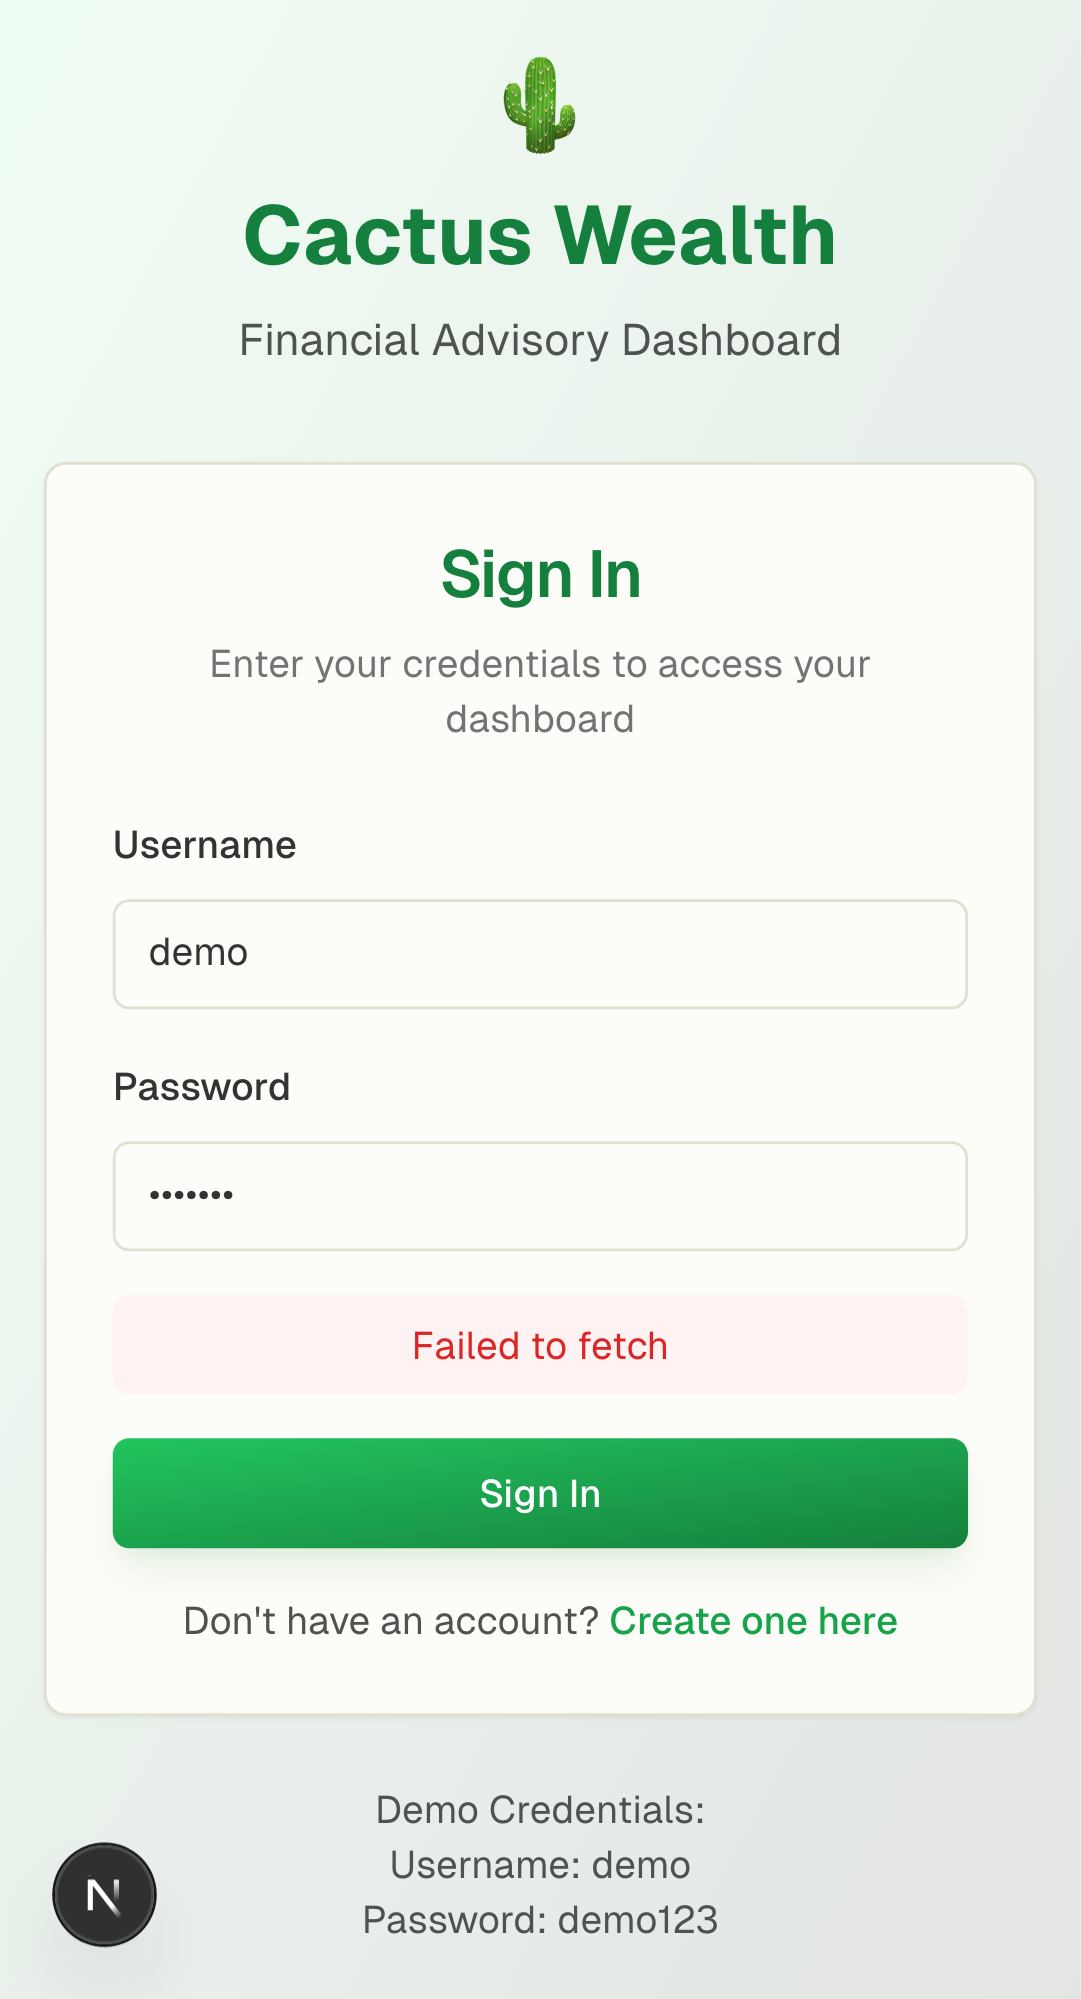 Cactus Wealth
Financial Advisory Dashboard
Sign In
Enter your credentials to access your
dashboard
Username
demo
Password
•••••••
Failed to fetch
Sign In
Don't have an account? Create one here
Demo Credentials:
Username: demo
Password: demo123
N